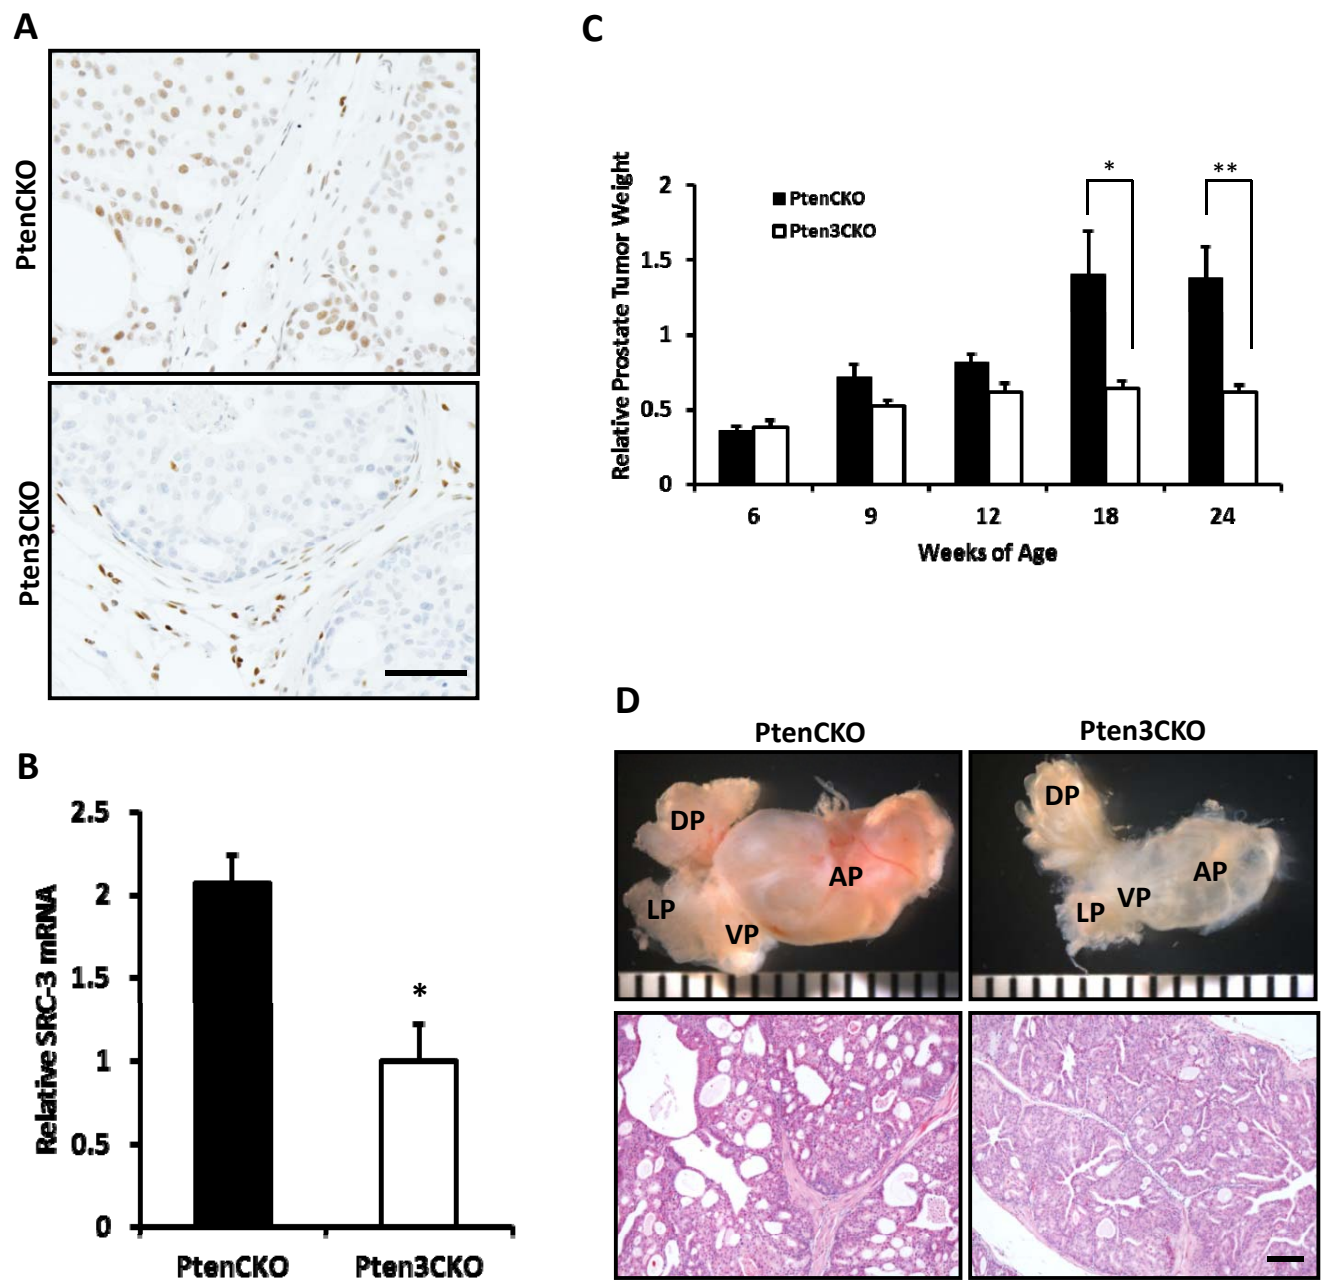 A
PtenCKO
Pten3CKO
B
2.5
2
1.5
1
0.5
0
Relative SRC-3 mRNA
*
PtenCKO
Pten3CKO
C
2
1.5
1
0.5
0
Relative Prostate Tumor Weight
PtenCKO
Pten3CKO
*
**
6 9 12 18 24
Weeks of Age
D
PtenCKO Pten3CKO
DP
AP
LP
VP
DP
AP
VP
LP